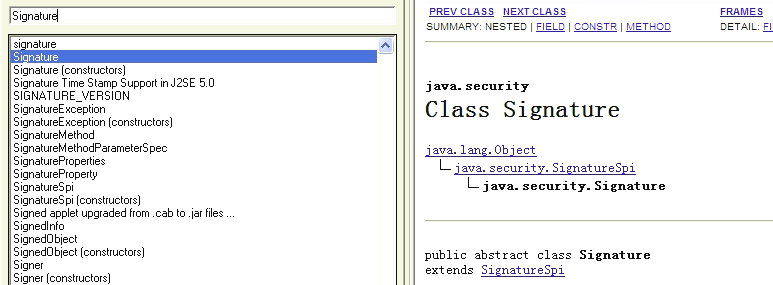 Signature
signature
Signature
Signature (constructors)
Signature Time Stamp Support in J2SE 5.0
SIGNATURE_VERSION
SignatureException
SignatureException (constructors)
SignatureMethod
SignatureMethodParameterSpec
SignatureProperties
SignatureProperty
SignatureSpi
SignatureSpi (constructors)
Signed applet upgraded from .cab to .jar files ...
SignedInfo
SignedObject
SignedObject (constructors)
Signer
Signer (constructors)
PREV CLASS NEXT CLASS FRAMES
SUMMARY: NESTED | FIELD | CONSTR | METHOD DETAIL: FI
java.security
Class Signature
java.lang.Object
java.security.SignatureSpi
java.security.Signature
public abstract class Signature
extends SignatureSpi